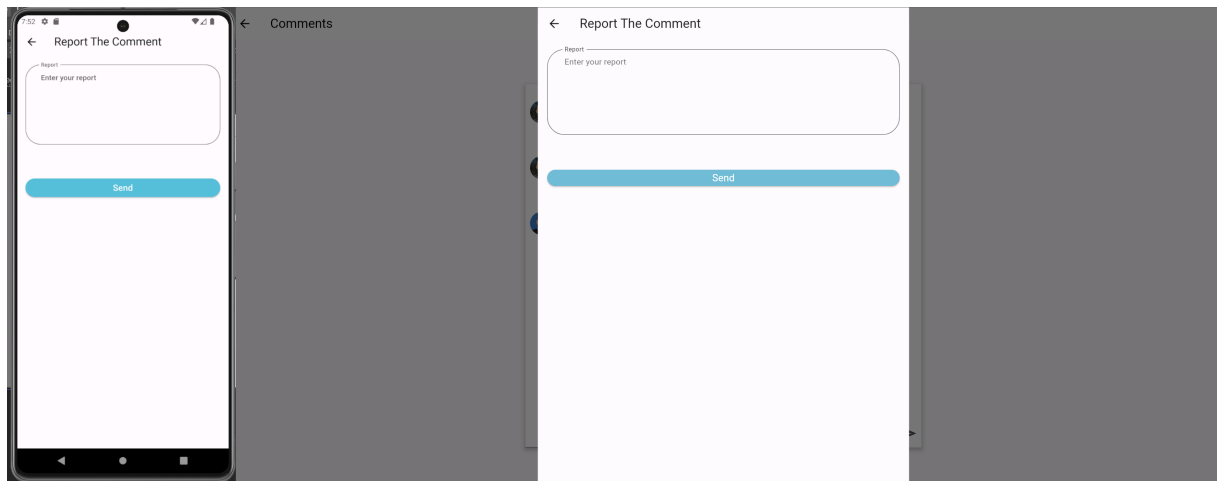 7:52
Report The Comment
Report
Enter your report
Send
Comments
Report The Comment
Report
Enter your report
Send